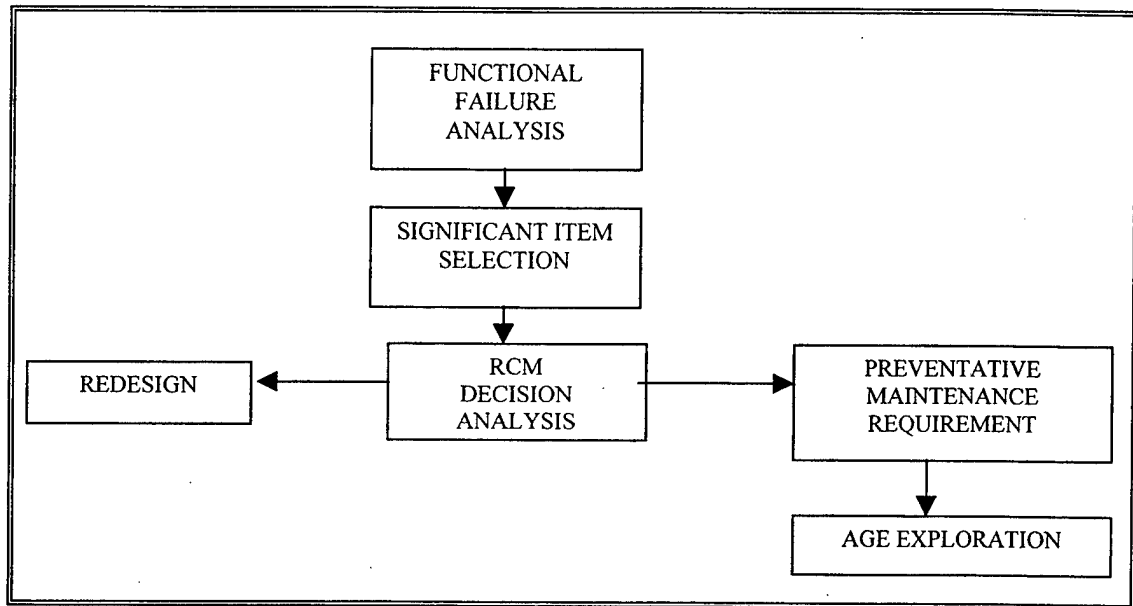 FUNCTIONAL
FAILURE
ANALYSIS
SIGNIFICANT ITEM
SELECTION
RCM
DECISION
ANALYSIS
REDESIGN
PREVENTATIVE
MAINTENANCE
REQUIREMENT
AGE EXPLORATION